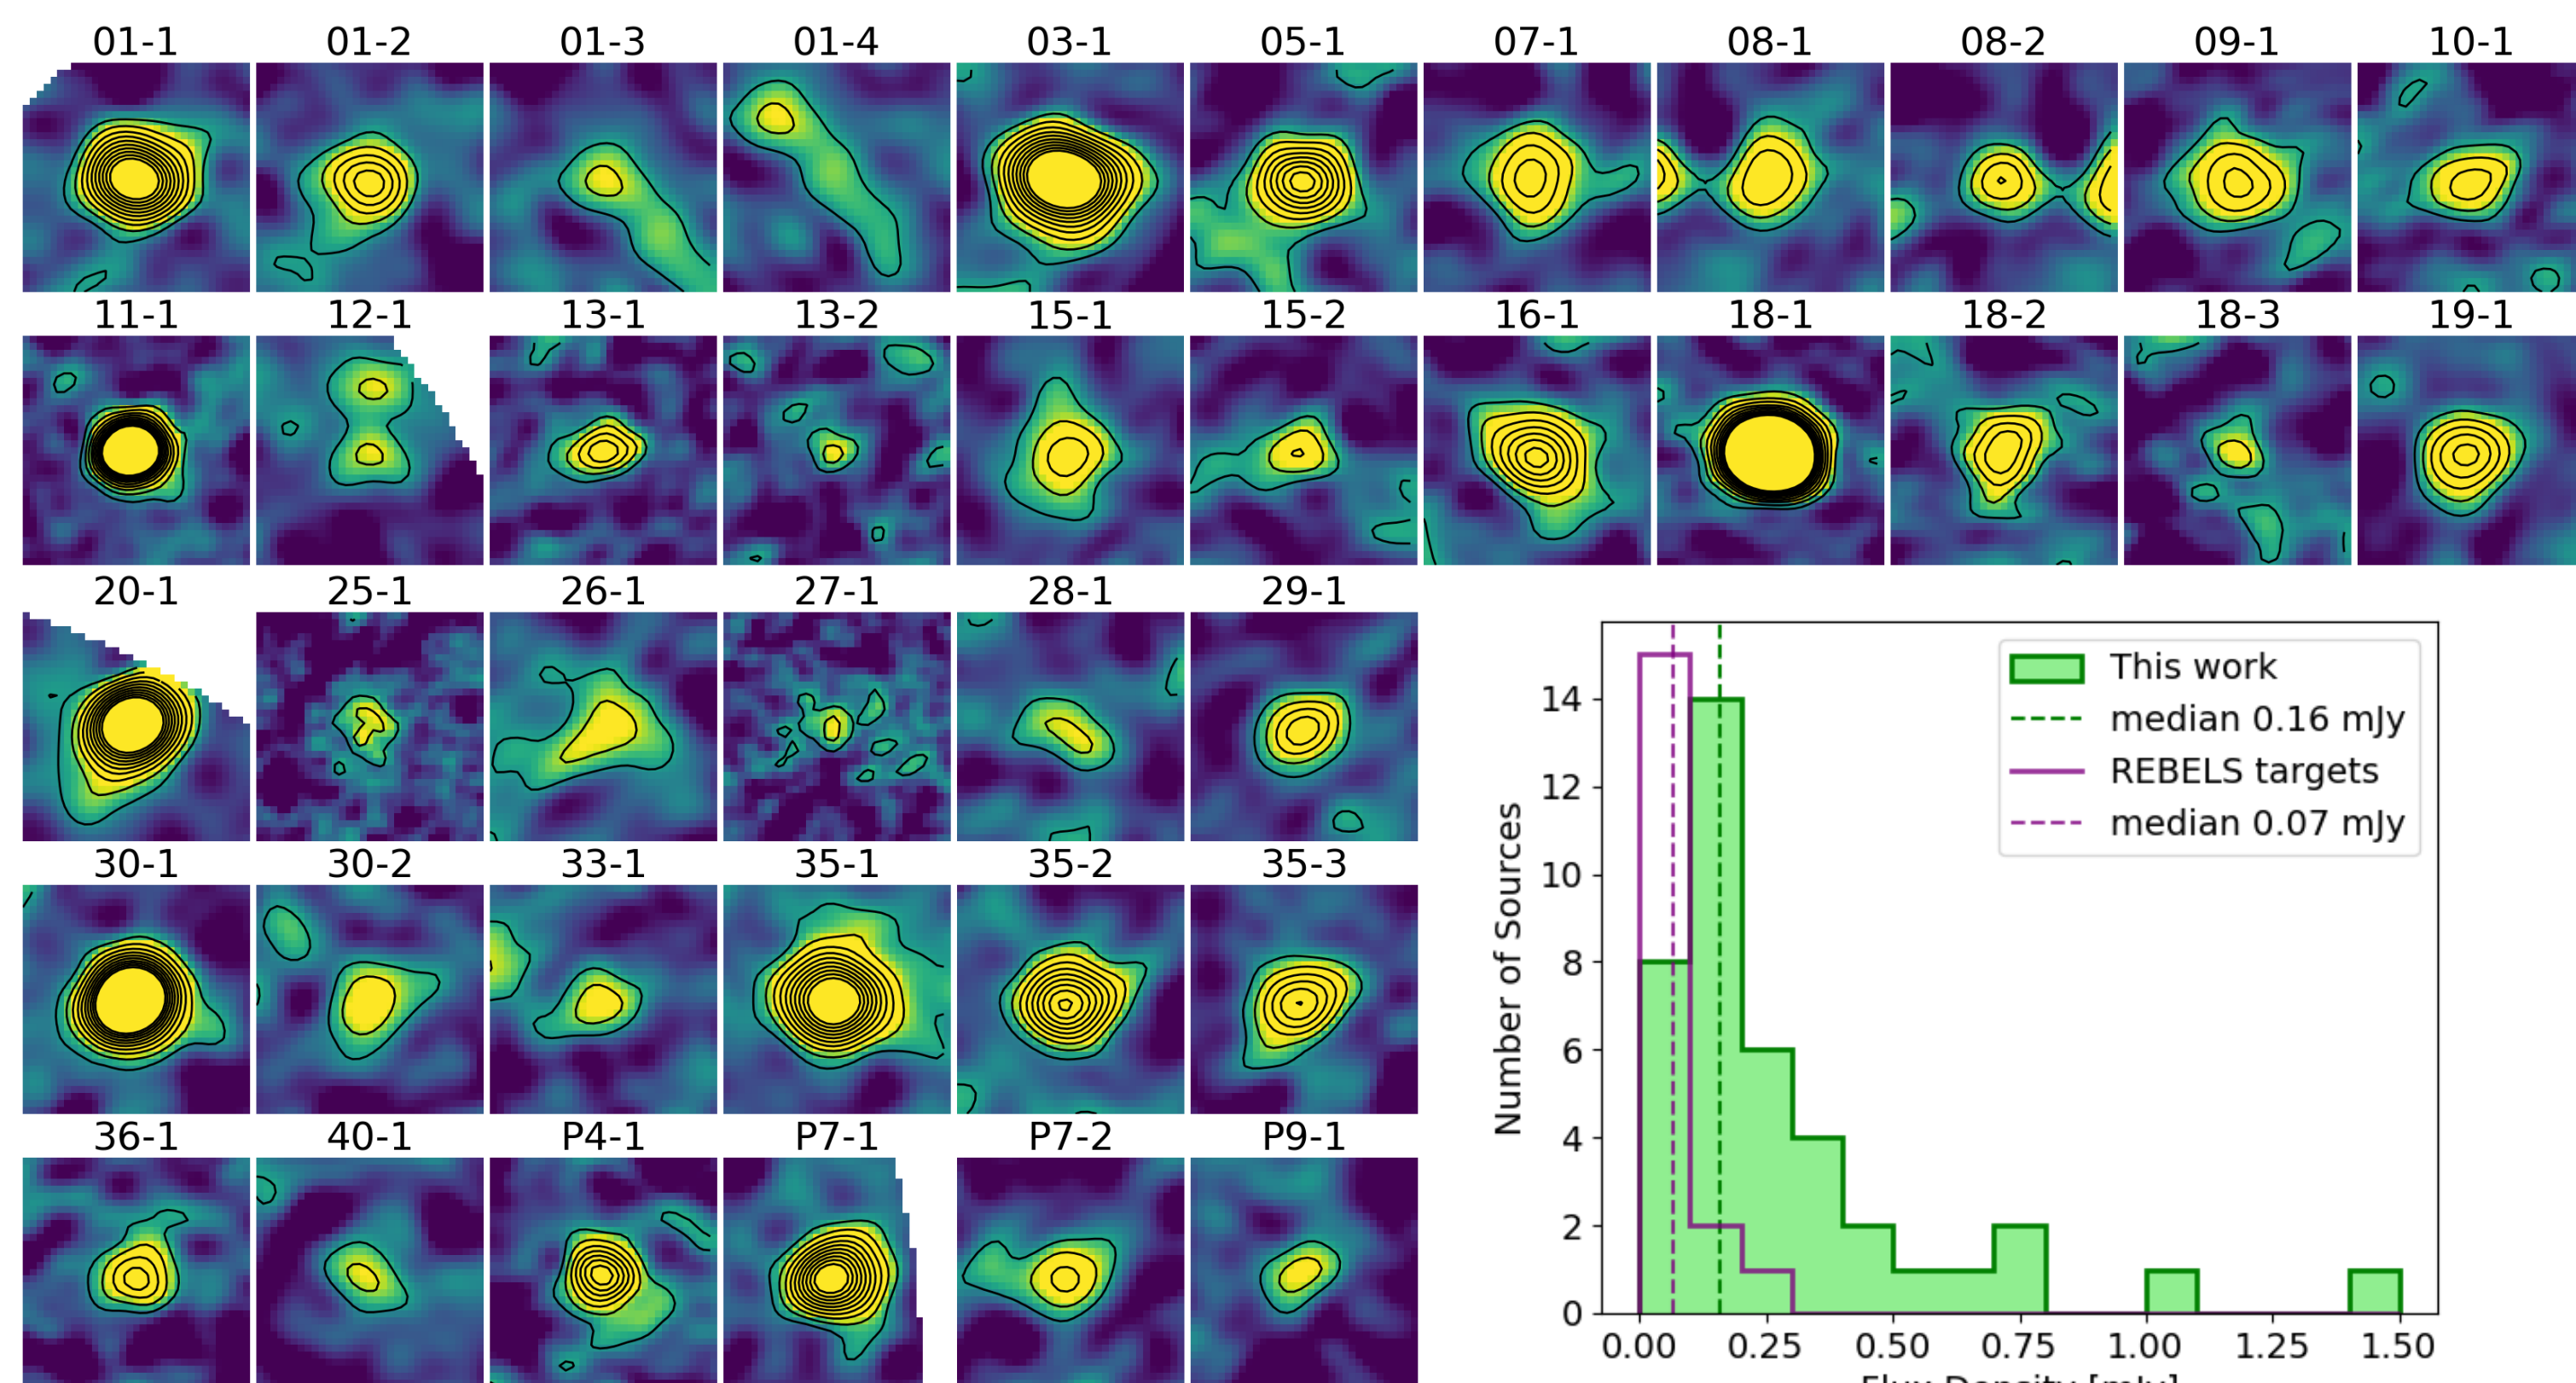 01-1 01-2 01-3 01-4 03-1 05-1 07-1 08-1 08-2 09-1 10-1
11-1 12-1 13-1 13-2 15-1 15-2 16-1 18-1 18-2 18-3 19-1
20-1 25-1 26-1 27-1 28-1 29-1
30-1 30-2 33-1 35-1 35-2 35-3
36-1 40-1 P4-1 P7-1 P7-2 P9-1
This work
median 0.16 mJy
REBELS targets
median 0.07 mJy
Number of Sources
14
12
10
8
6
4
2
0
0.00 0.25 0.50 0.75 1.00 1.25 1.50
Flux Density [mJy]